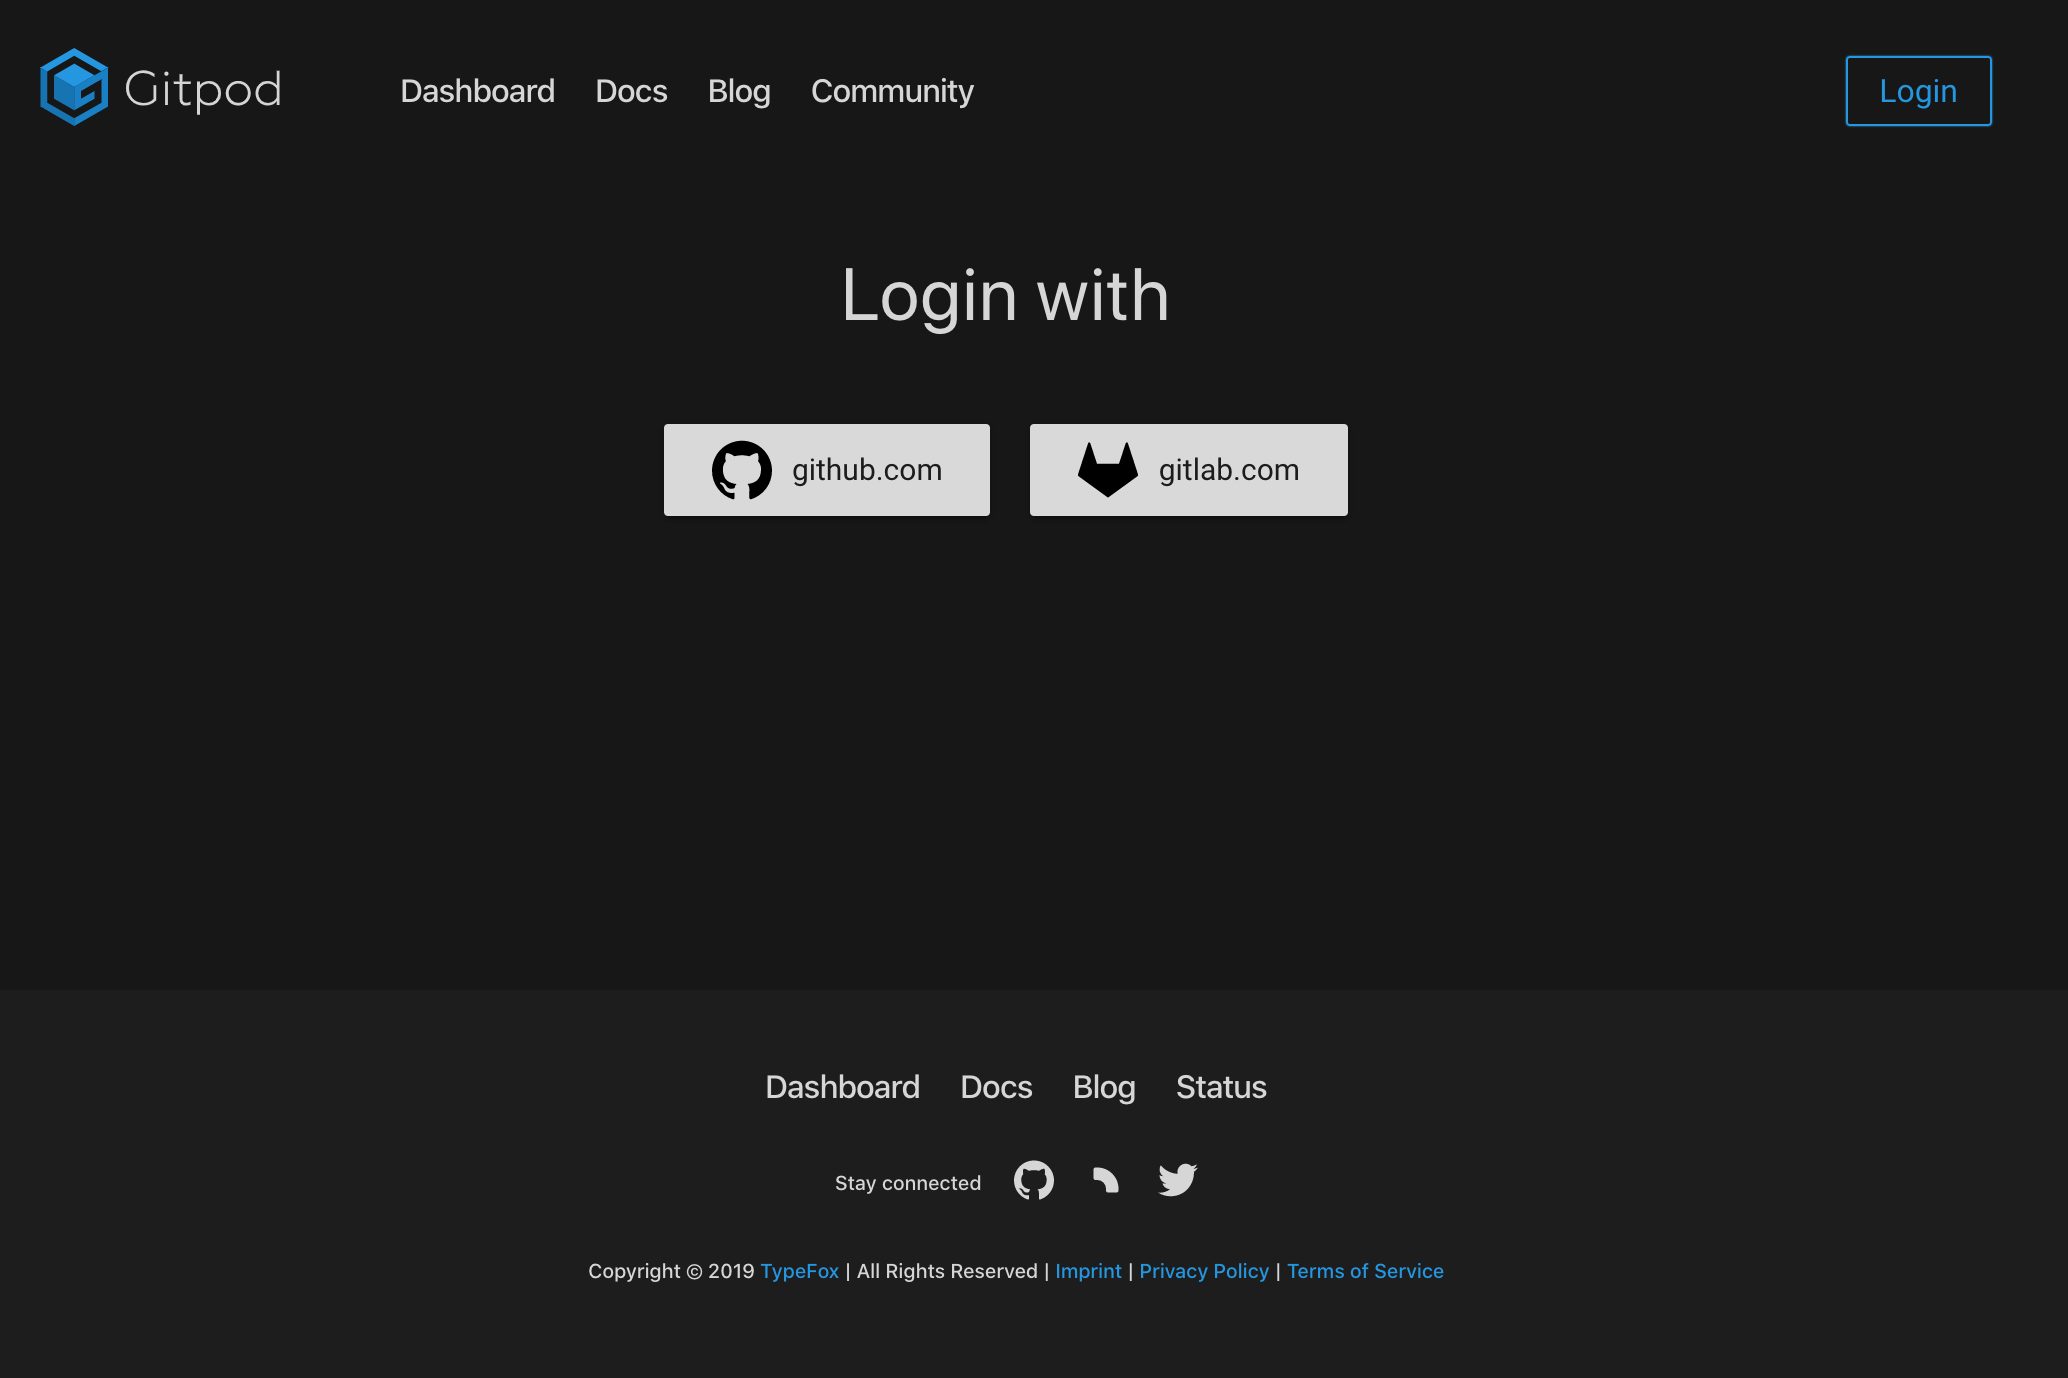 Gitpod Dashboard Docs Blog Community Login
Login with
github.com gitlab.com
Dashboard Docs Blog Status
Stay connected
Copyright © 2019 TypeFox | All Rights Reserved | Imprint | Privacy Policy | Terms of Service